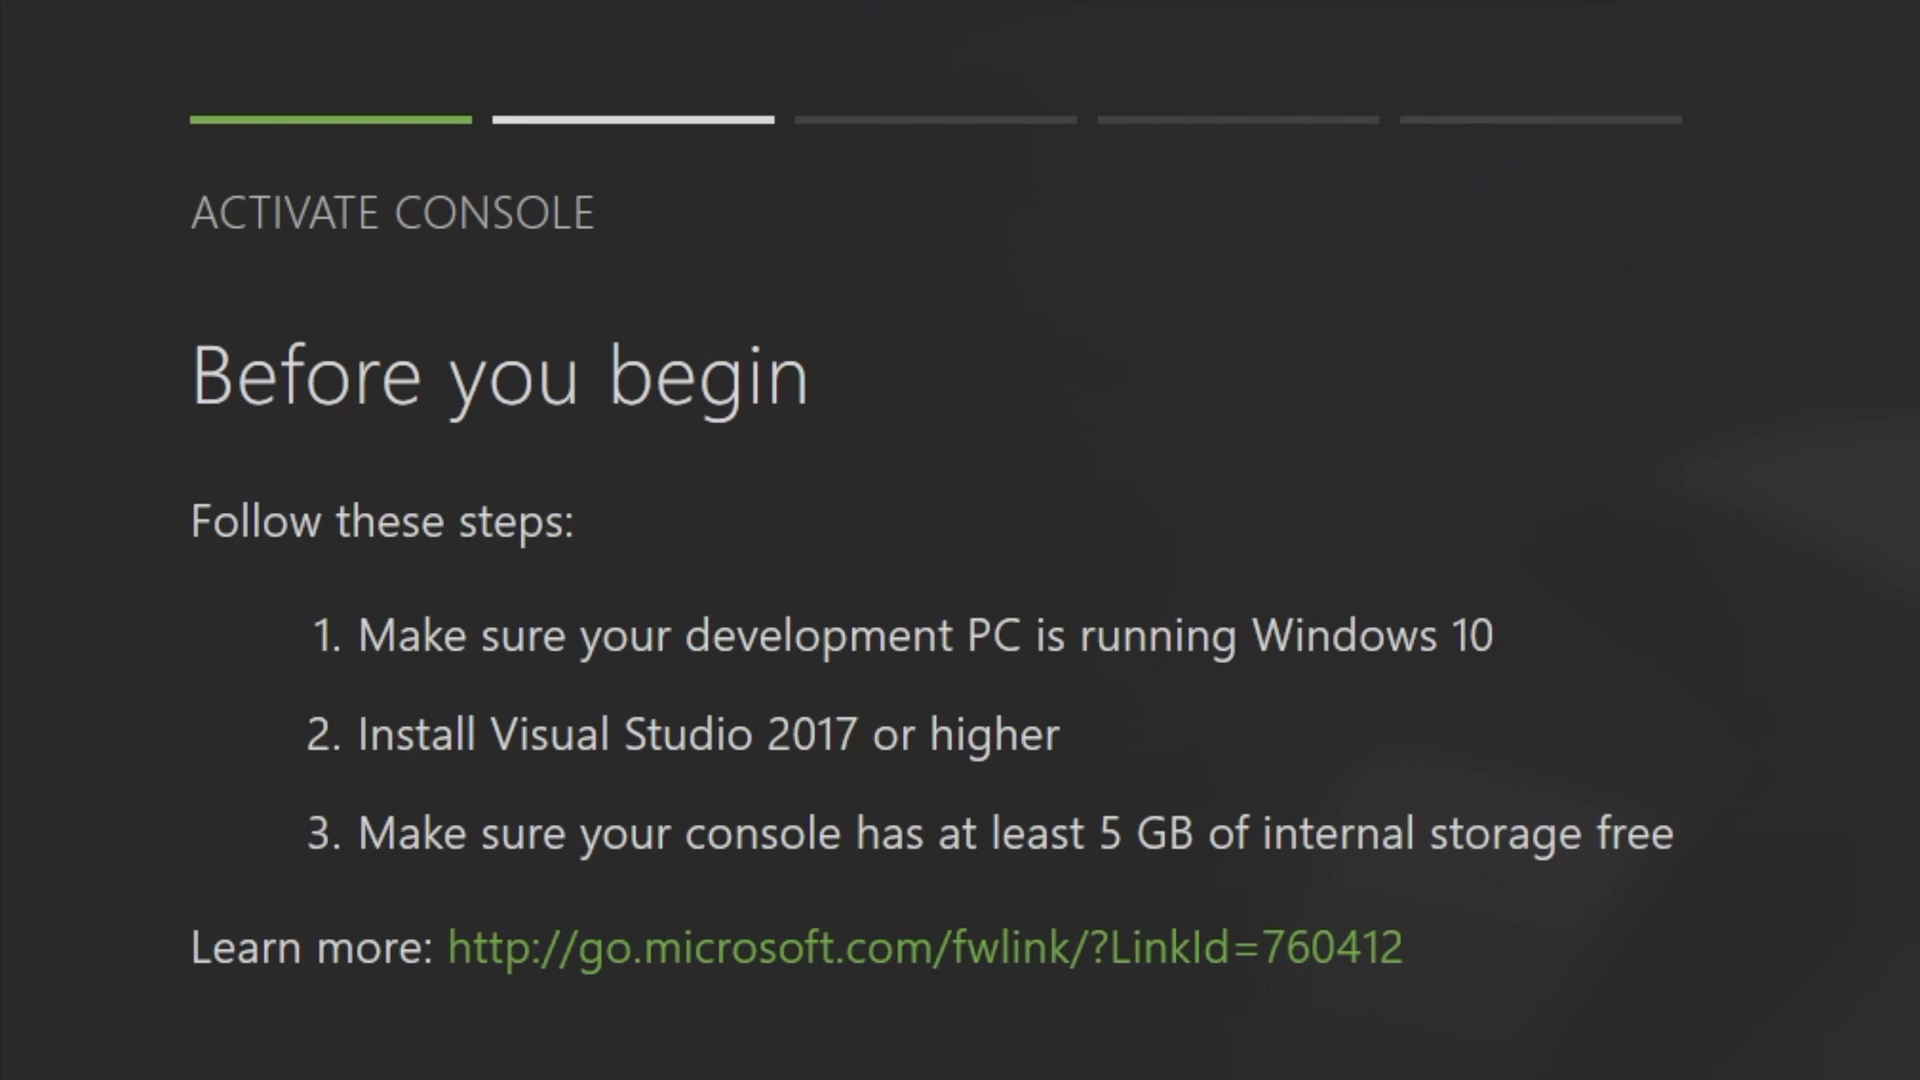 ACTIVATE CONSOLE
Before you begin
Follow these steps:
1. Make sure your development PC is running Windows 10
2. Install Visual Studio 2017 or higher
3. Make sure your console has at least 5 GB of internal storage free
Learn more: http://go.microsoft.com/fwlink/?LinkId=760412